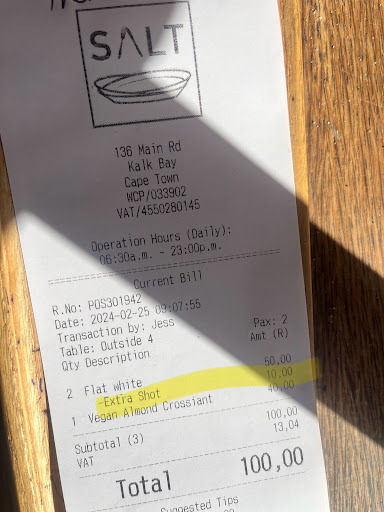 SALT
136 Main Rd
Kalk Bay
Cape Town
WCP/033902
VAT/4550280145
Operation Hours (Daily):
06:30a.m. - 23:00p.m.
Current Bill
R.No: POS301942
Date: 2024-02-25 09:07:55
Transaction by: Jess
Table: Outside 4 Pax: 2
Qty Description Amt (R)
2 Flat white 50,00
-Extra Shot 10,00
1 Vegan Almond Crossiant 40,00
Subtotal (3) 100,00
VAT 13,04
Total 100,00
Suggested Tips